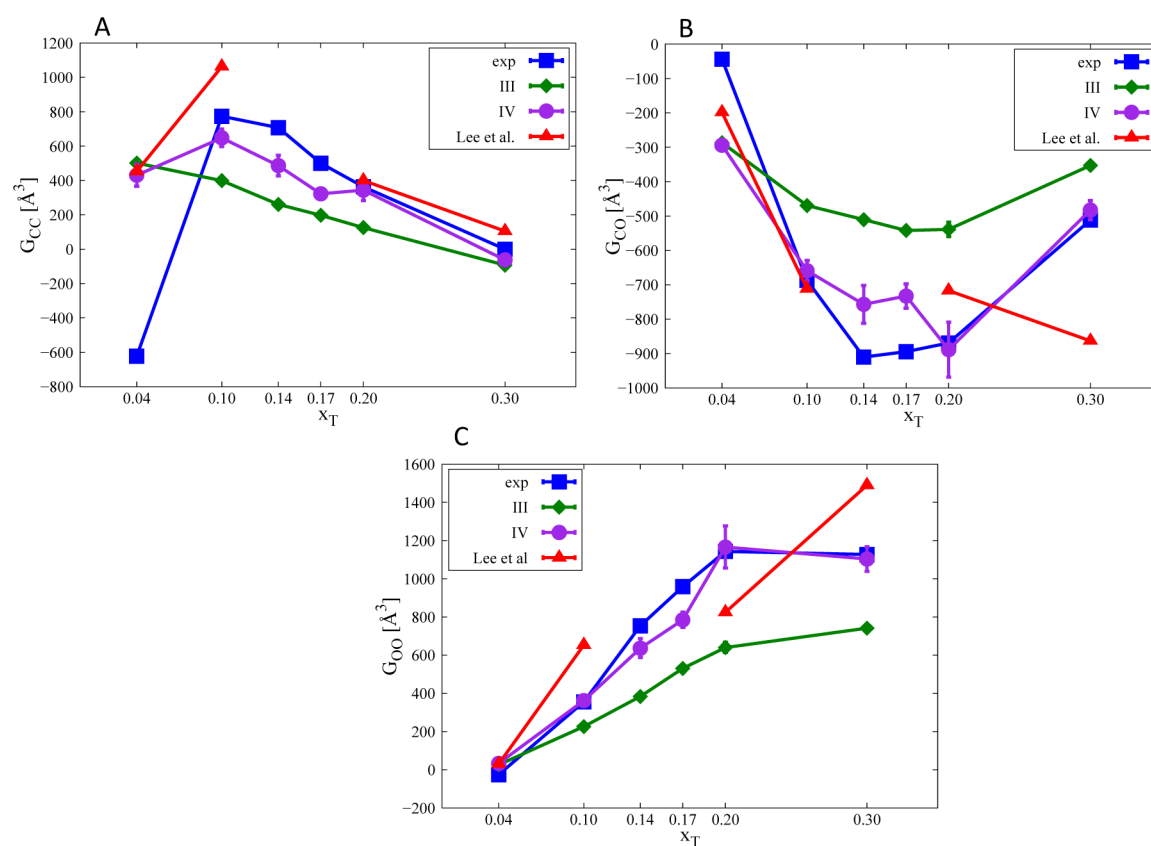 A
G_CC [Å^3]
1200
1000
800
600
400
200
0
−200
−400
−600
−800
exp
III
IV
Lee et al.
0.04 0.10 0.14 0.17 0.20 0.30
x_T
B
G_CO [Å^3]
0
−100
−200
−300
−400
−500
−600
−700
−800
−900
−1000
exp
III
IV
Lee et al.
0.04 0.10 0.14 0.17 0.20 0.30
x_T
C
G_OO [Å^3]
1600
1400
1200
1000
800
600
400
200
0
−200
exp
III
IV
Lee et al
0.04 0.10 0.14 0.17 0.20 0.30
x_T